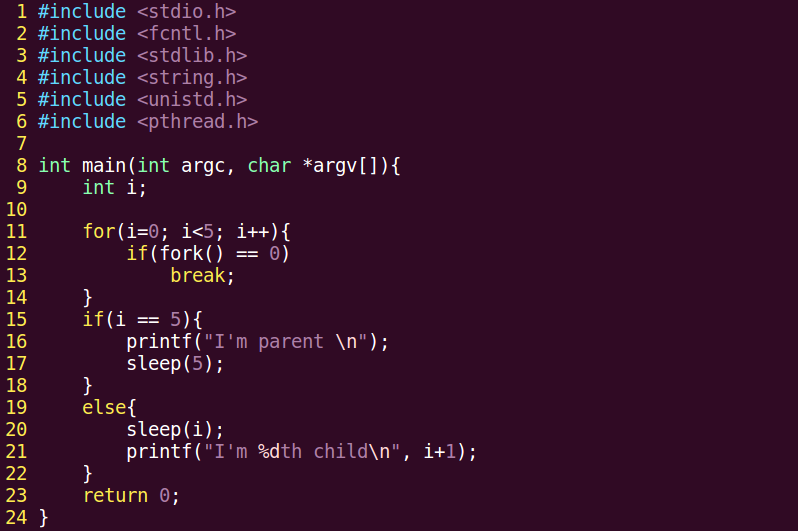 1 #include <stdio.h>
2 #include <fcntl.h>
3 #include <stdlib.h>
4 #include <string.h>
5 #include <unistd.h>
6 #include <pthread.h>
7
8 int main(int argc, char *argv[]){
9     int i;
10
11     for(i=0; i<5; i++){
12         if(fork() == 0)
13             break;
14     }
15     if(i == 5){
16         printf("I'm parent \n");
17         sleep(5);
18     }
19     else{
20         sleep(i);
21         printf("I'm %dth child\n", i+1);
22     }
23     return 0;
24 }